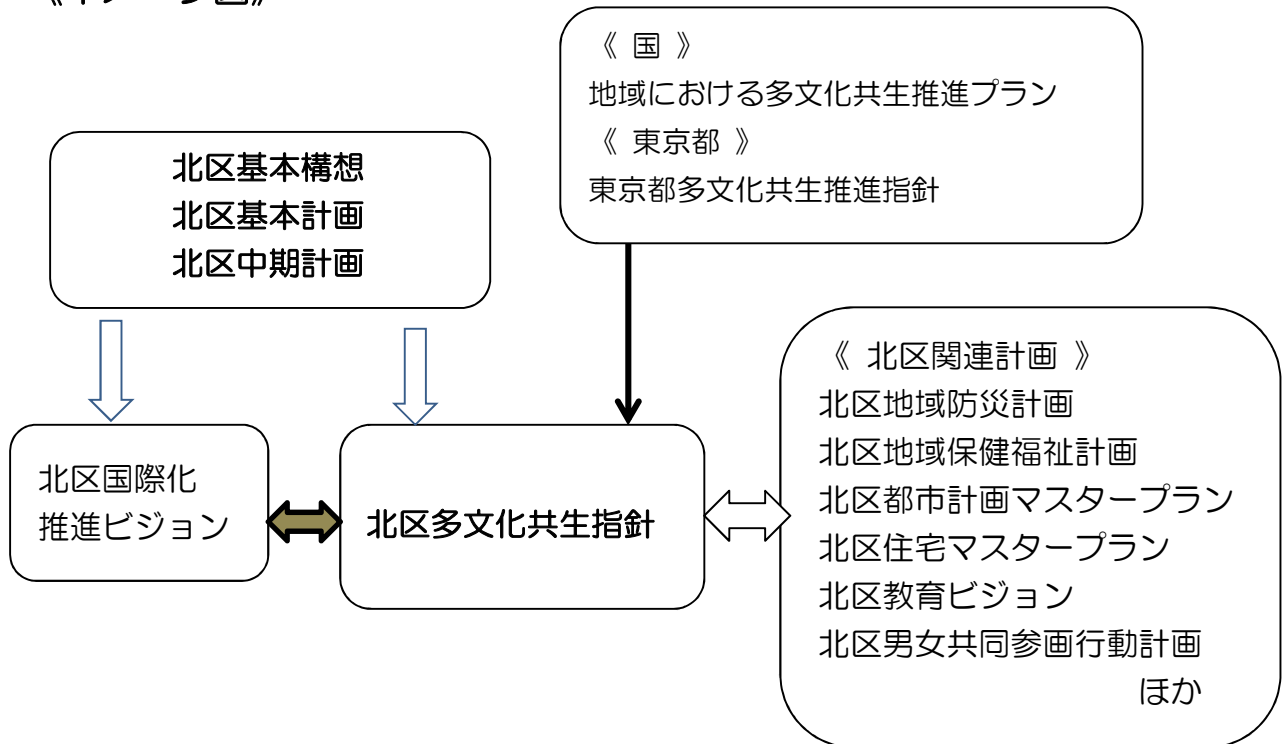 《 国 》
地域における多文化共生推進プラン
《 東京都 》
東京都多文化共生推進指針
北区基本構想
北区基本計画
北区中期計画
《 北区関連計画 》
北区地域防災計画
北区地域保健福祉計画
北区都市計画マスタープラン
北区住宅マスタープラン
北区教育ビジョン
北区男女共同参画行動計画
ほか
北区国際化
推進ビジョン
北区多文化共生指針